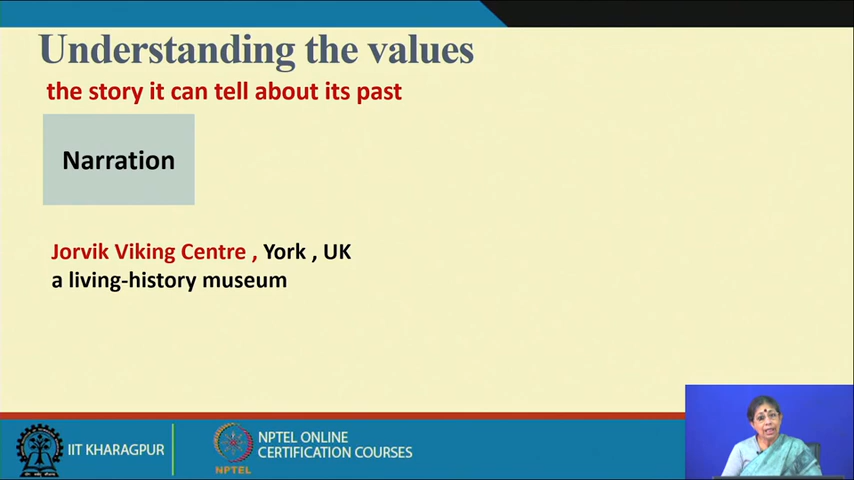 Understanding the values
the story it can tell about its past
Narration
Jorvik Viking Centre , York , UK
a living-history museum
IIT KHARAGPUR
NPTEL
NPTEL ONLINE
CERTIFICATION COURSES